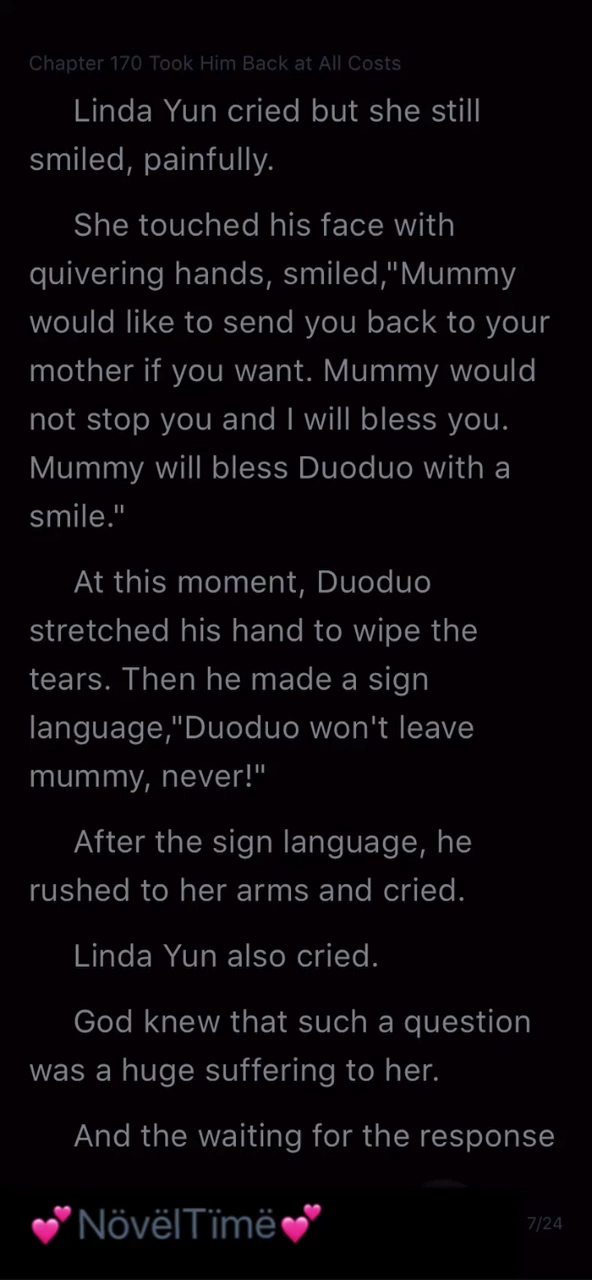 Chapter 170 Took Him Back at All Costs
Linda Yun cried but she still
smiled, painfully.
She touched his face with
quivering hands, smiled,"Mummy
would like to send you back to your
mother if you want. Mummy would
not stop you and I will bless you.
Mummy will bless Duoduo with a
smile."
At this moment, Duoduo
stretched his hand to wipe the
tears. Then he made a sign
language,"Duoduo won't leave
mummy, never!"
After the sign language, he
rushed to her arms and cried.
Linda Yun also cried.
God knew that such a question
was a huge suffering to her.
And the waiting for the response
💕NövëlTïmë💕
7/24